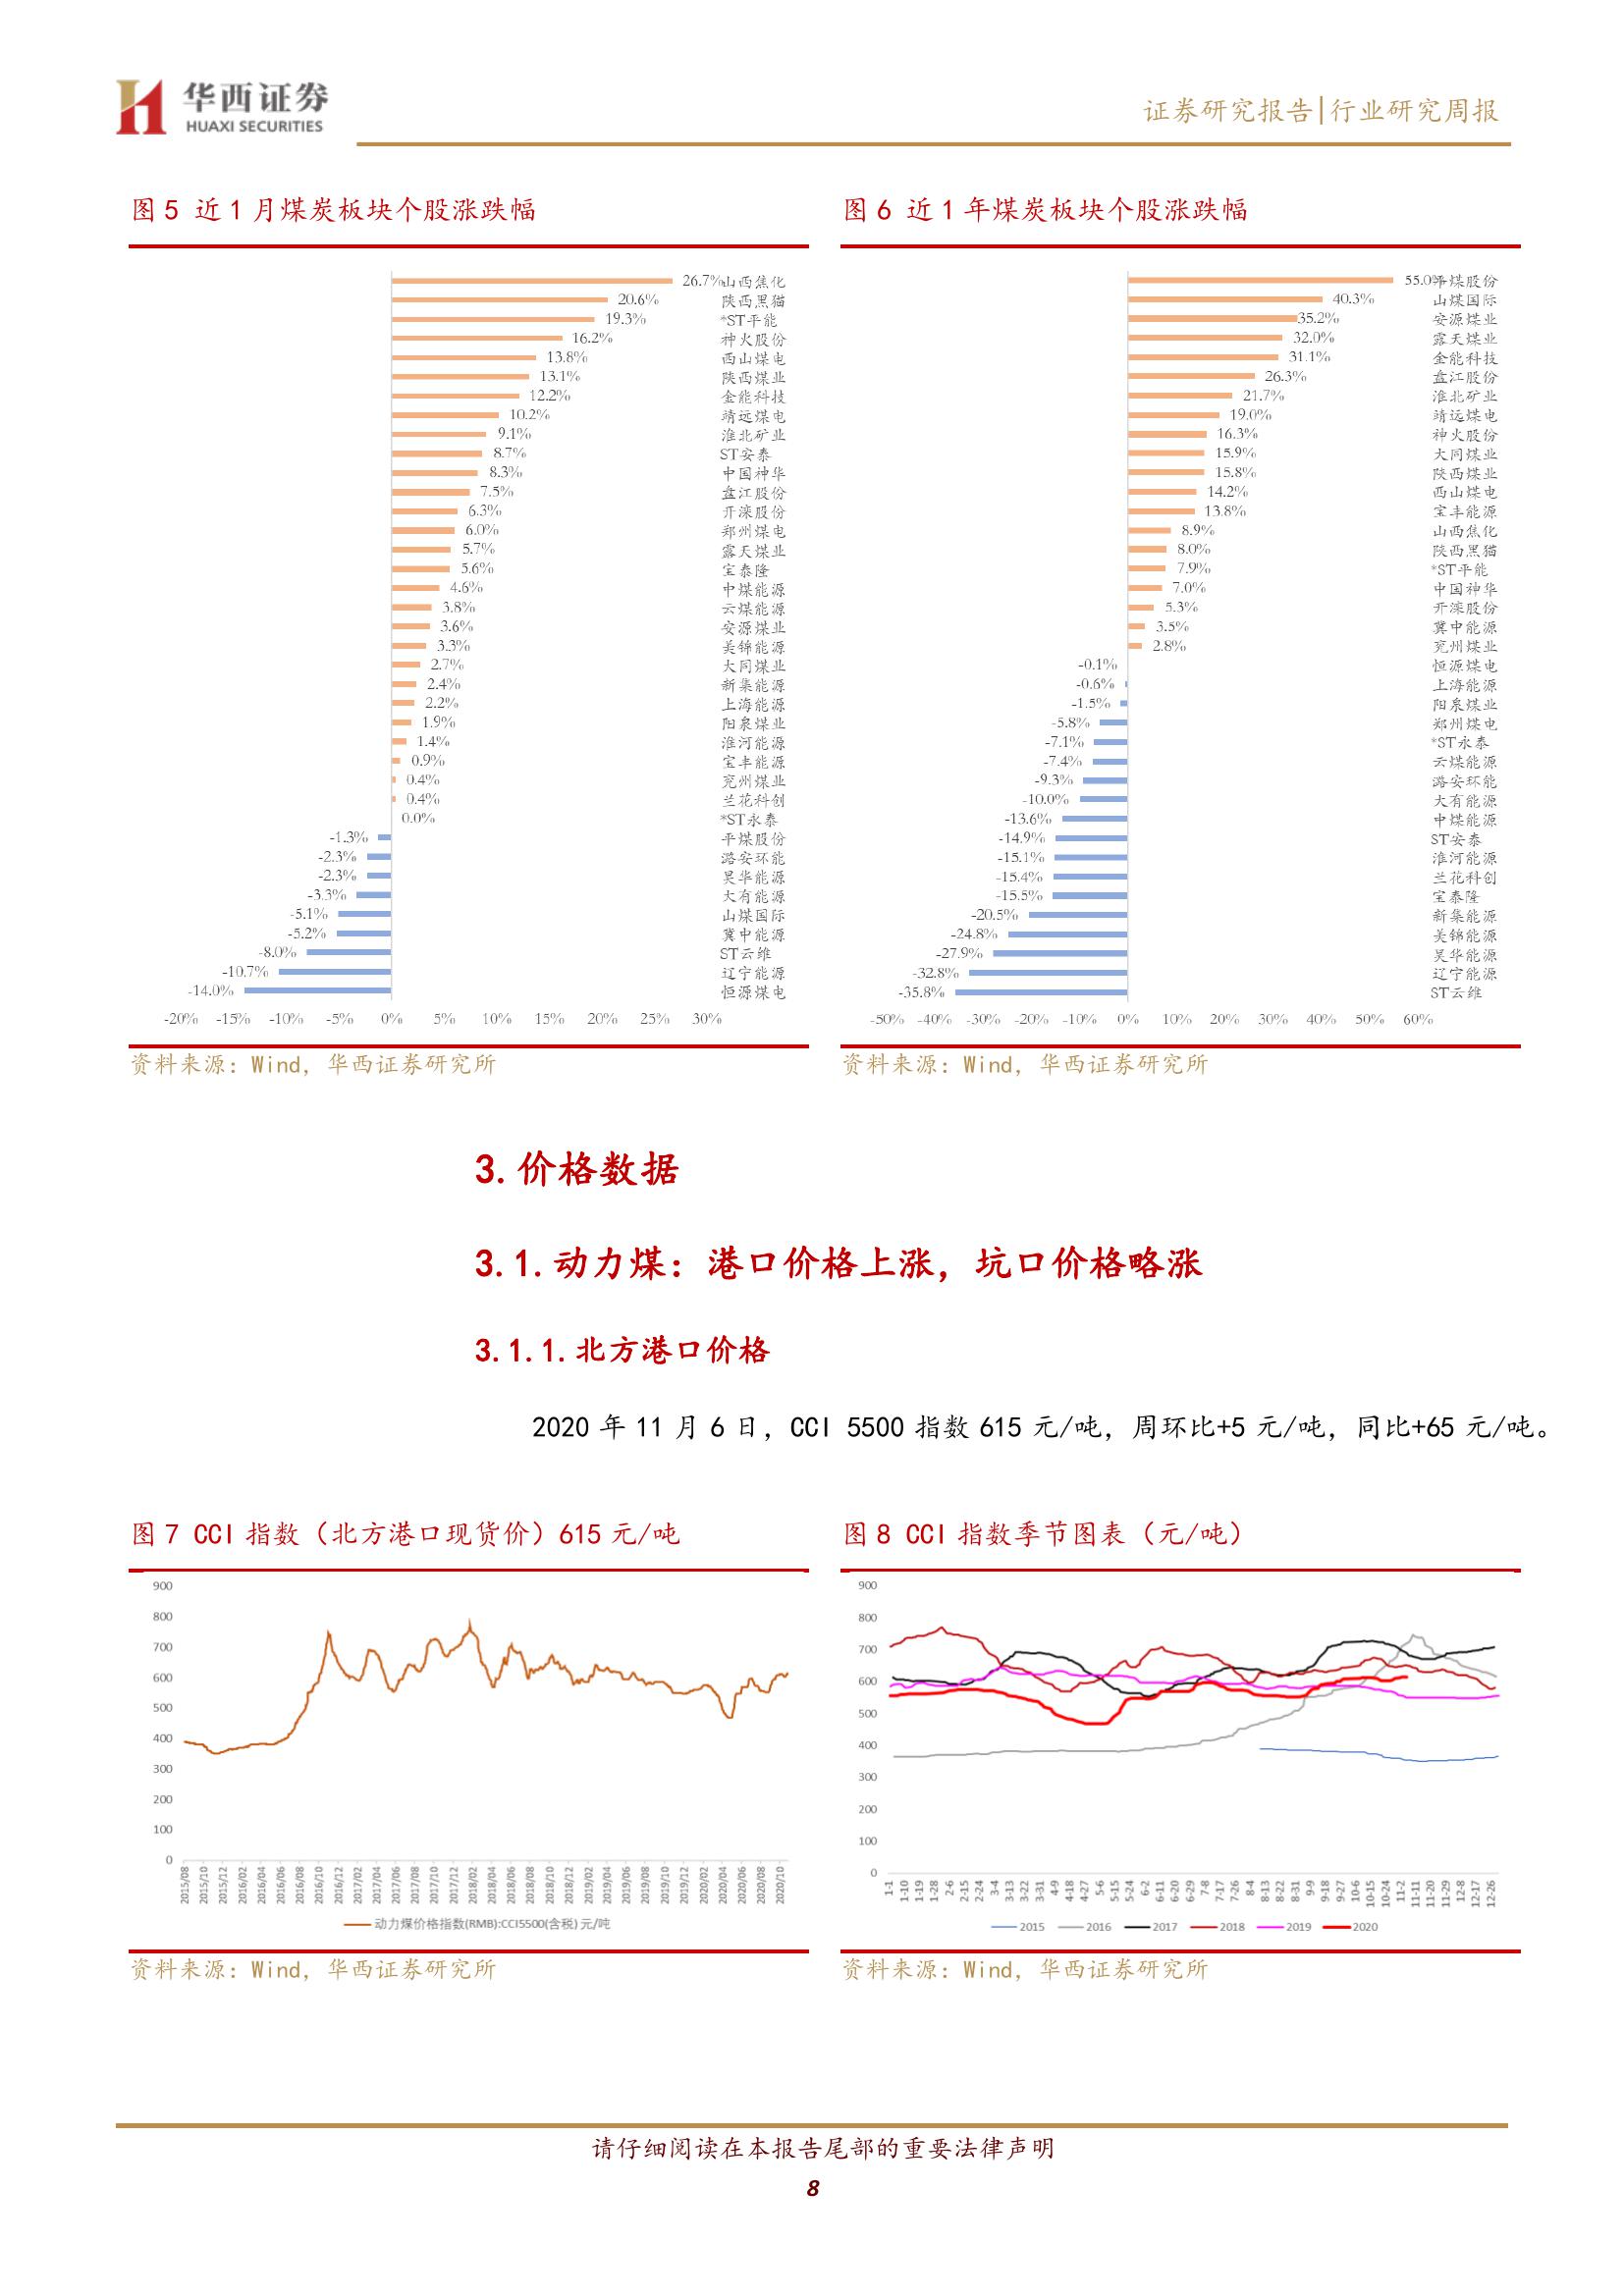 华西证券
HUAXI SECURITIES
证券研究报告|行业研究周报
图 5 近 1 月煤炭板块个股涨跌幅
26.7% 山西焦化
20.6% 陕西黑猫
19.3% *ST平能
16.2% 神火股份
13.8% 西山煤电
13.1% 陕西煤业
12.2% 金能科技
10.2% 靖远煤电
9.1% 淮北矿业
8.7% ST安泰
8.3% 中国神华
7.5% 盘江股份
6.3% 开滦股份
6.0% 郑州煤电
5.7% 露天煤业
5.6% 宝泰隆
4.6% 中煤能源
3.8% 云煤能源
3.6% 安源煤业
3.3% 美锦能源
2.7% 大同煤业
2.4% 新集能源
2.2% 上海能源
1.9% 阳泉煤业
1.4% 淮河能源
0.9% 宝丰能源
0.4% 兖州煤业
0.4% 兰花科创
0.0% *ST永泰
-1.3% 平煤股份
-2.3% 潞安环能
-2.3% 昊华能源
-3.3% 大有能源
-5.1% 山煤国际
-5.2% 冀中能源
-8.0% ST云维
-10.7% 辽宁能源
-14.0% 恒源煤电
-20% -15% -10% -5% 0% 5% 10% 15% 20% 25% 30%
资料来源：Wind，华西证券研究所
图 6 近 1 年煤炭板块个股涨跌幅
55.0% 平煤股份
40.3% 山煤国际
35.2% 安源煤业
32.0% 露天煤业
31.1% 金能科技
26.3% 盘江股份
21.7% 淮北矿业
19.0% 靖远煤电
16.3% 神火股份
15.9% 大同煤业
15.8% 陕西煤业
14.2% 西山煤电
13.8% 宝丰能源
8.9% 山西焦化
8.0% 陕西黑猫
7.9% *ST平能
7.0% 中国神华
5.3% 开滦股份
3.5% 冀中能源
2.8% 兖州煤业
-0.1% 恒源煤电
-0.6% 上海能源
-1.5% 阳泉煤业
-5.8% 郑州煤电
-7.1% *ST永泰
-7.4% 云煤能源
-9.3% 潞安环能
-10.0% 大有能源
-13.6% 中煤能源
-14.9% ST安泰
-15.1% 淮河能源
-15.4% 兰花科创
-15.5% 宝泰隆
-20.5% 新集能源
-24.8% 美锦能源
-27.9% 昊华能源
-32.8% 辽宁能源
-35.8% ST云维
-50% -40% -30% -20% -10% 0% 10% 20% 30% 40% 50% 60%
资料来源：Wind，华西证券研究所
3.价格数据
3.1.动力煤：港口价格上涨，坑口价格略涨
3.1.1.北方港口价格
2020 年 11 月 6 日，CCI 5500 指数 615 元/吨，周环比+5 元/吨，同比+65 元/吨。
图 7 CCI 指数（北方港口现货价）615 元/吨
900
800
700
600
500
400
300
200
100
0
2015/08 2015/10 2015/12 2016/02 2016/04 2016/06 2016/08 2016/10 2016/12 2017/02 2017/04 2017/06 2017/08 2017/10 2017/12 2018/02 2018/04 2018/06 2018/08 2018/10 2018/12 2019/02 2019/04 2019/06 2019/08 2019/10 2019/12 2020/02 2020/04 2020/06 2020/08 2020/10
动力煤价格指数(RMB):CCI5500(含税) 元/吨
资料来源：Wind，华西证券研究所
图 8 CCI 指数季节图表（元/吨）
900
800
700
600
500
400
300
200
100
0
1-1 1-10 1-19 1-28 2-6 2-15 2-24 3-4 3-13 3-22 3-31 4-9 4-18 4-27 5-6 5-15 5-24 6-2 6-11 6-20 6-29 7-8 7-17 7-26 8-4 8-13 8-22 8-31 9-9 9-18 9-27 10-6 10-15 10-24 11-2 11-11 11-20 11-29 12-8 12-17 12-26
2015 2016 2017 2018 2019 2020
资料来源：Wind，华西证券研究所
请仔细阅读在本报告尾部的重要法律声明
8